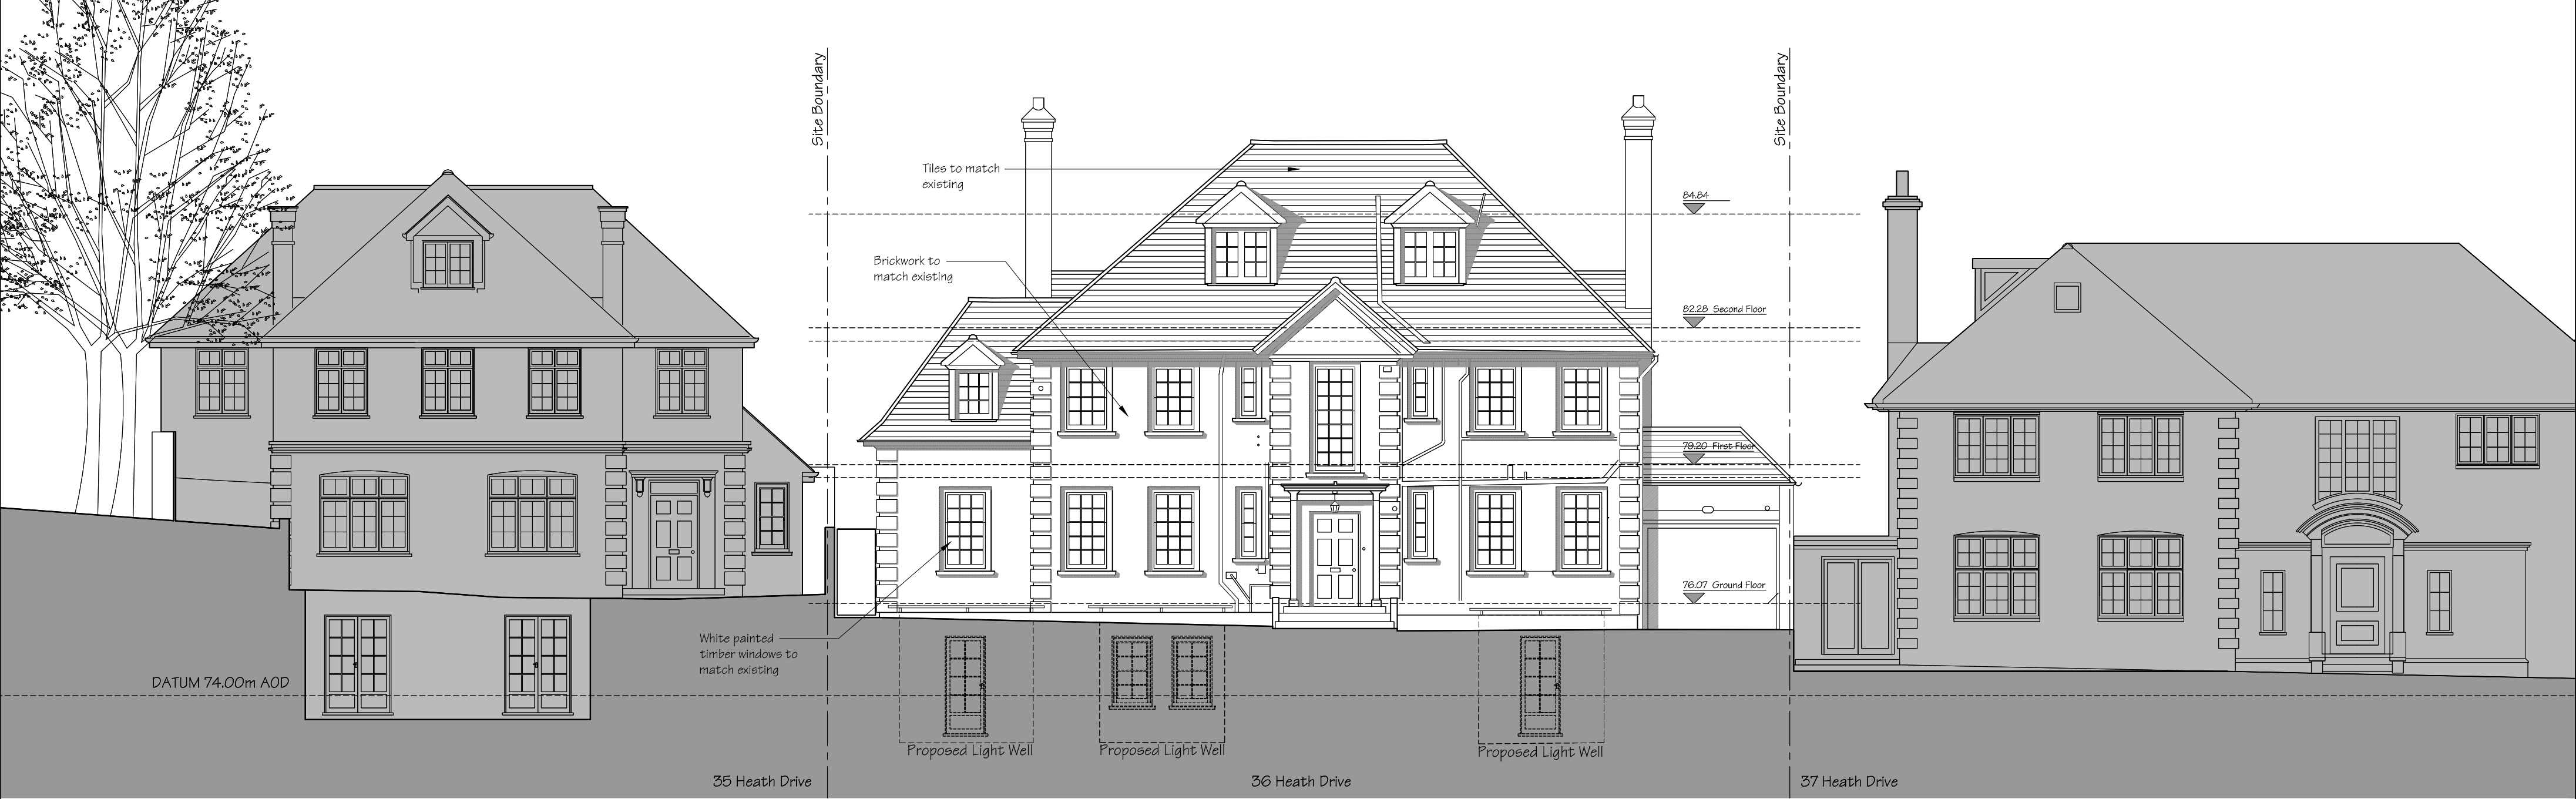 Site Boundary
Site Boundary
Tiles to match
existing
84.84
Brickwork to
match existing
82.28 Second Floor
79.20 First Floor
76.07 Ground Floor
White painted
timber windows to
match existing
DATUM 74.00m AOD
Proposed Light Well
Proposed Light Well
Proposed Light Well
35 Heath Drive
36 Heath Drive
37 Heath Drive